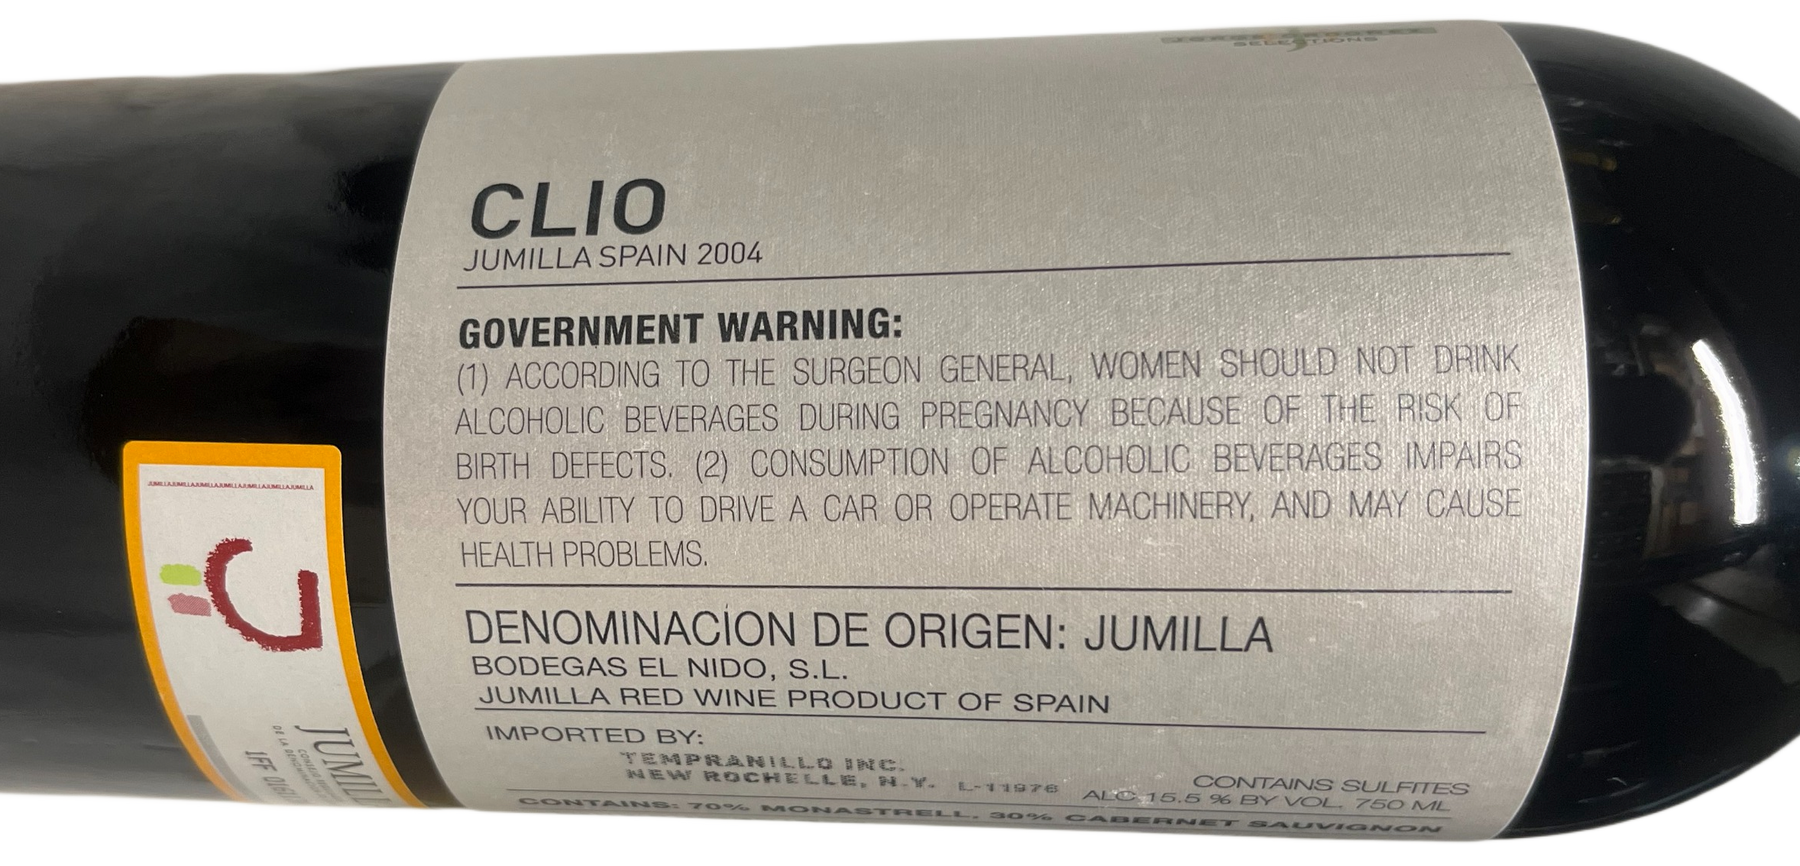 SELECTIONS
CLIO
JUMILLA SPAIN 2004
GOVERNMENT WARNING:
(1) ACCORDING TO THE SURGEON GENERAL, WOMEN SHOULD NOT DRINK
ALCOHOLIC BEVERAGES DURING PREGNANCY BECAUSE OF THE RISK OF
BIRTH DEFECTS. (2) CONSUMPTION OF ALCOHOLIC BEVERAGES IMPAIRS
YOUR ABILITY TO DRIVE A CAR OR OPERATE MACHINERY, AND MAY CAUSE
HEALTH PROBLEMS.
DENOMINACÍON DE ORIGEN: JUMILLA
BODEGAS EL NIDO, S.L.
JUMILLA RED WINE PRODUCT OF SPAIN
IMPORTED BY:
TEMPRANILLO INC.
NEW ROCHELLE, N.Y. L-11976
CONTAINS SULFITES
ALC 15.5 % BY VOL. 750 ML
CONTAINS: 70% MONASTRELL, 30% CABERNET SAUVIGNON
JUMILLAJUMILLAJUMILLAJUMILLAJUMILLAJUMILLAJUMILLA